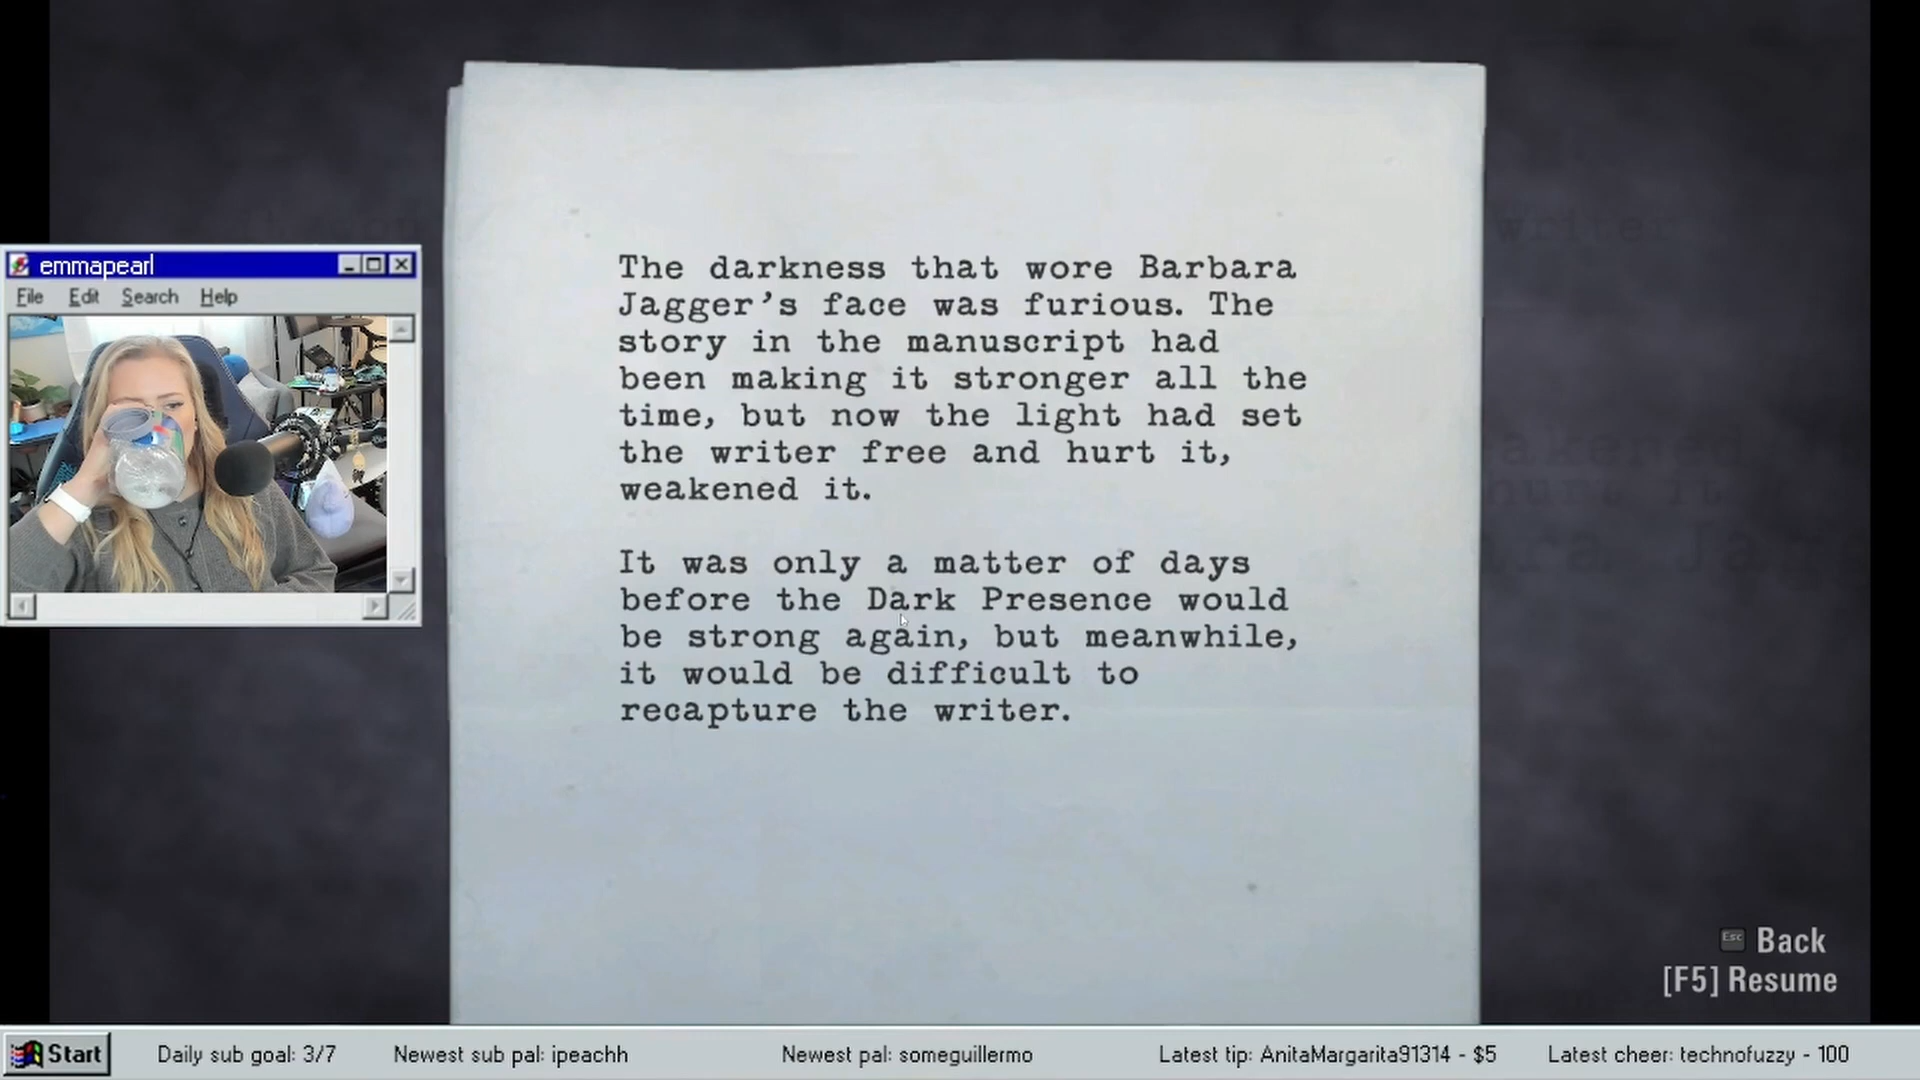 emmapearl
File Edit Search Help
The darkness that wore Barbara
Jagger's face was furious. The
story in the manuscript had
been making it stronger all the
time, but now the light had set
the writer free and hurt it,
weakened it.
It was only a matter of days
before the Dark Presence would
be strong again, but meanwhile,
it would be difficult to
recapture the writer.
writer
Esc Back
[F5] Resume
Start Daily sub goal: 3/7 Newest sub pal: ipeachh Newest pal: someguillermo Latest tip: AnitaMargarita91314 - $5 Latest cheer: technofuzzy - 100